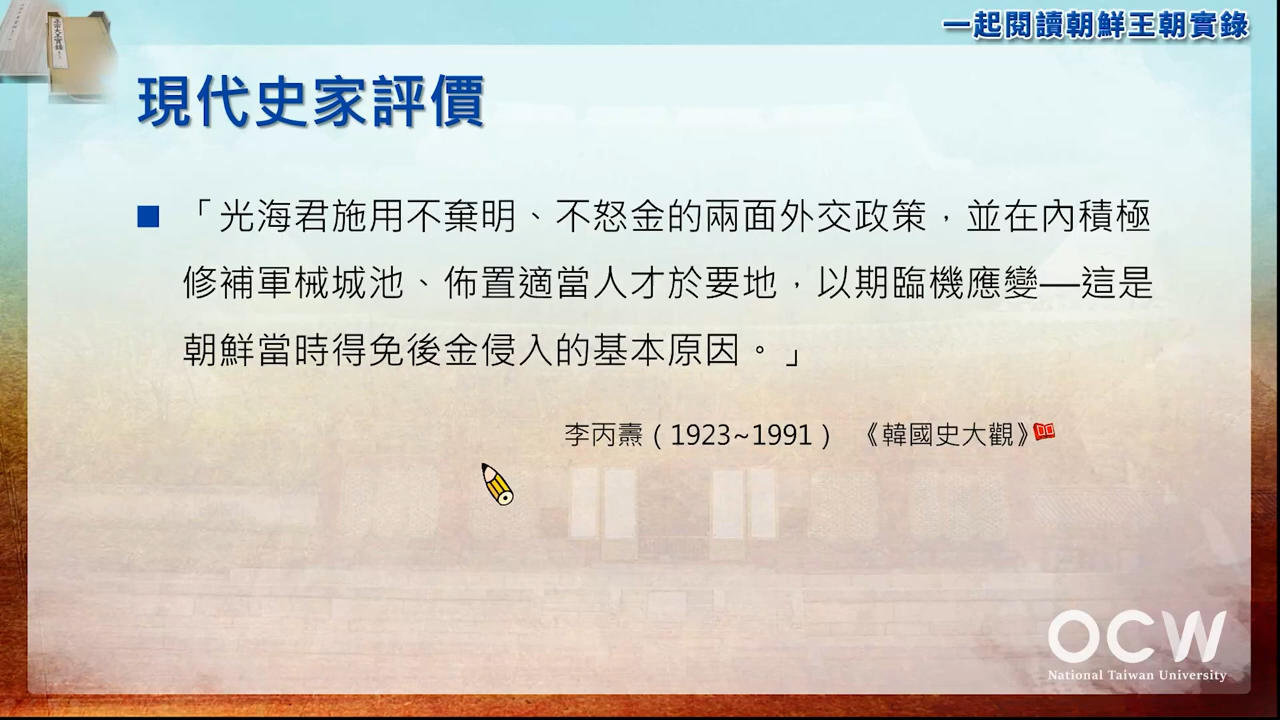 一起閱讀朝鮮王朝實錄
現代史家評價
「光海君施用不棄明、不怒金的兩面外交政策，並在內積極
修補軍械城池、佈置適當人才於要地，以期臨機應變──這是
朝鮮當時得免後金侵入的基本原因。」
李丙燾（1923~1991） 《韓國史大觀》
OCW
National Taiwan University